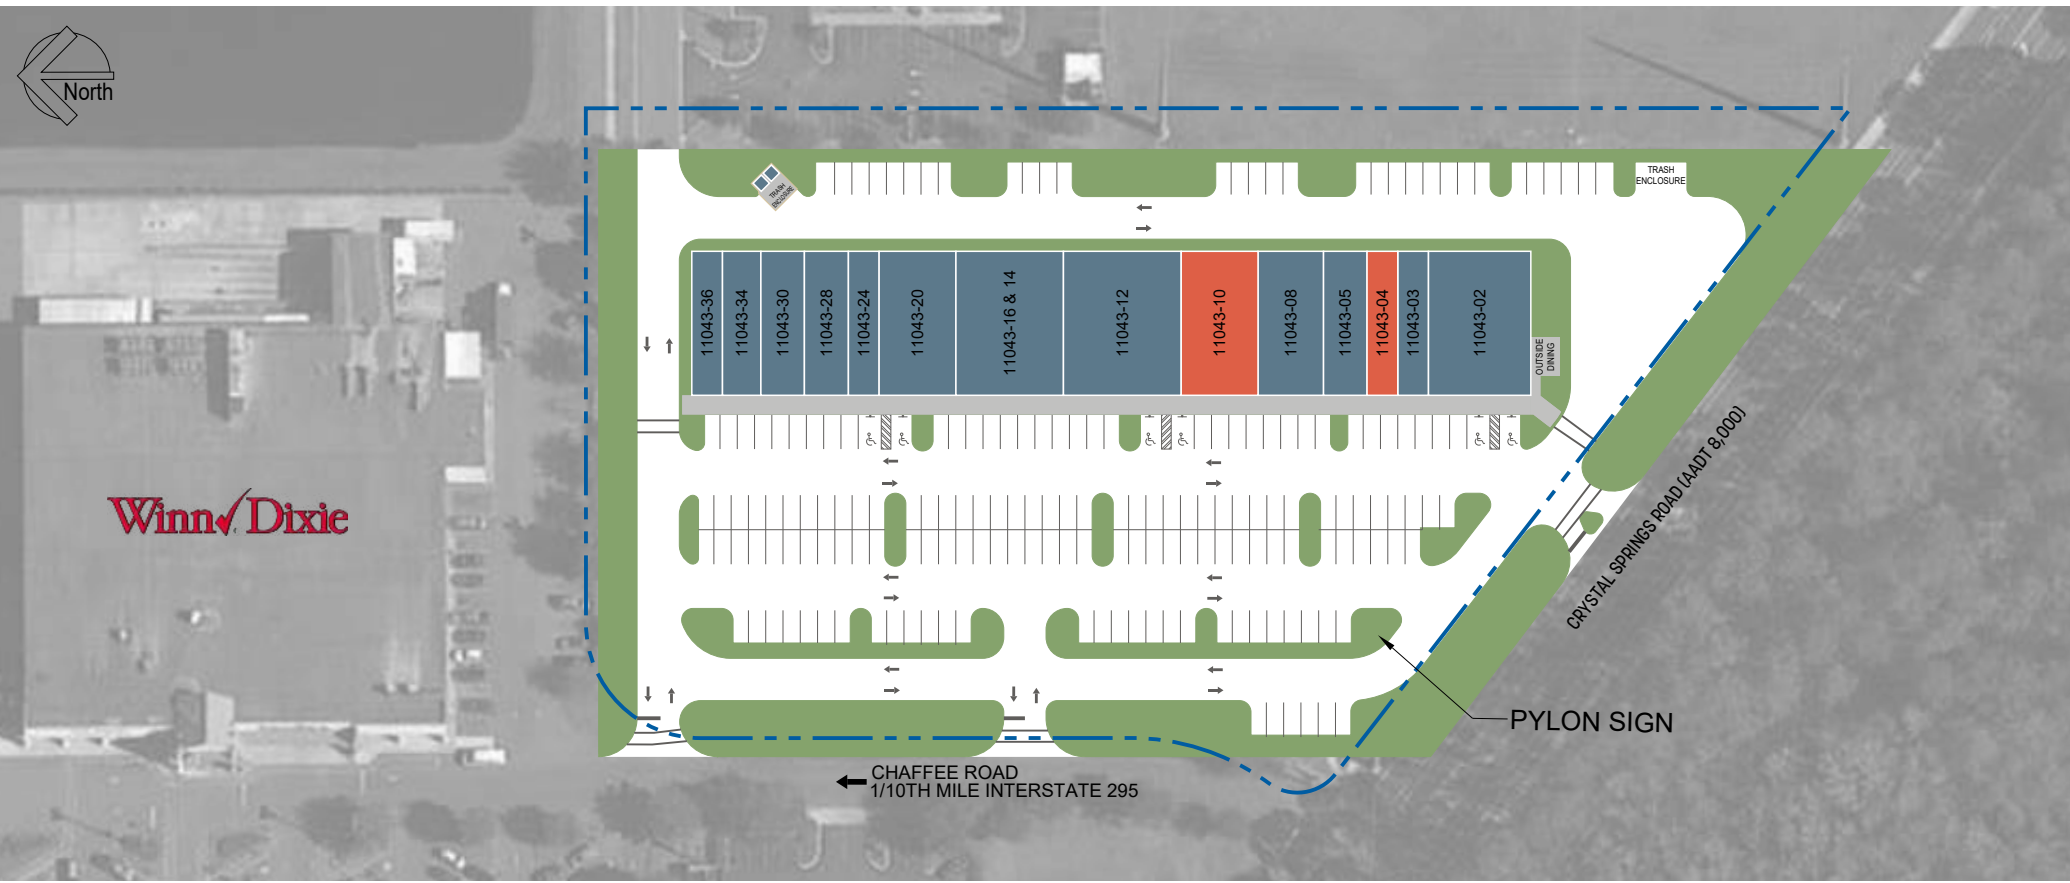 North
TRASH
ENCLOSURE
TRASH
ENCLOSURE
11043-36
11043-34
11043-30
11043-28
11043-24
11043-20
11043-16 & 14
11043-12
11043-10
11043-08
11043-05
11043-04
11043-03
11043-02
OUTSIDE
DINING
Winn Dixie
CRYSTAL SPRINGS ROAD (AADT 8,000)
PYLON SIGN
CHAFFEE ROAD
1/10TH MILE INTERSTATE 295